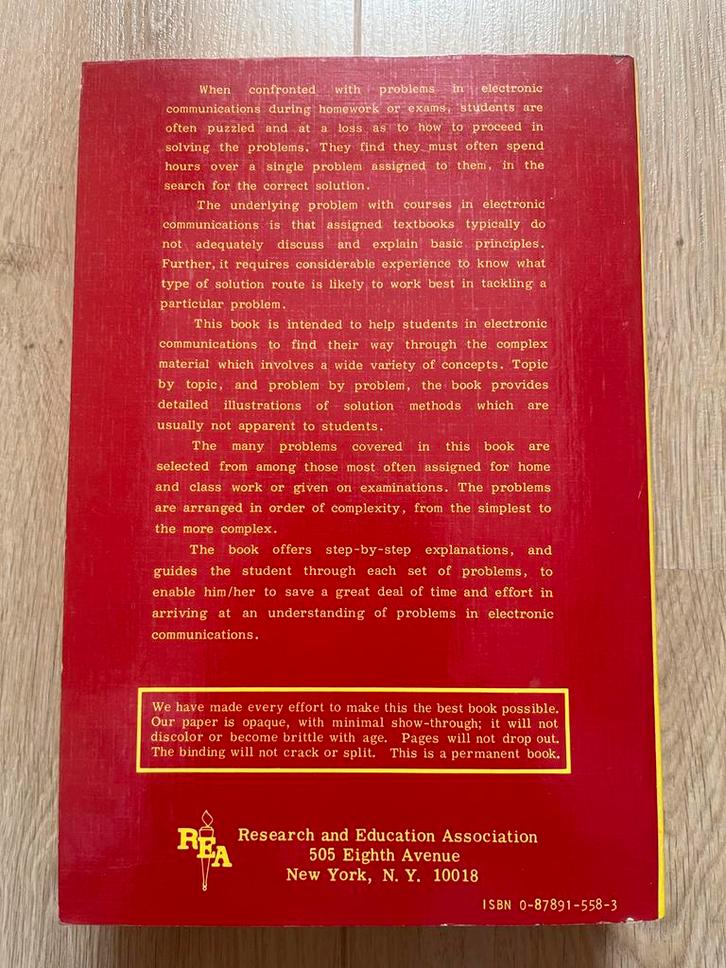 When confronted with problems in electronic
communications during homework or exams, students are
often puzzled and at a loss as to how to proceed in
solving the problems. They find they must often spend
hours over a single problem assigned to them, in the
search for the correct solution.
The underlying problem with courses in electronic
communications is that assigned textbooks typically do
not adequately discuss and explain basic principles.
Further, it requires considerable experience to know what
type of solution route is likely to work best in tackling a
particular problem.
This book is intended to help students in electronic
communications to find their way through the complex
material which involves a wide variety of concepts. Topic
by topic, and problem by problem, the book provides
detailed illustrations of solution methods which are
usually not apparent to students.
The many problems covered in this book are
selected from among those most often assigned for home
and class work or given on examinations. The problems
are arranged in order of complexity, from the simplest to
the more complex.
The book offers step-by-step explanations, and
guides the student through each set of problems, to
enable him/her to save a great deal of time and effort in
arriving at an understanding of problems in electronic
communications.
We have made every effort to make this the best book possible.
Our paper is opaque, with minimal show-through; it will not
discolor or become brittle with age. Pages will not drop out.
The binding will not crack or split. This is a permanent book.
REA
Research and Education Association
505 Eighth Avenue
New York, N. Y. 10018
ISBN 0-87891-558-3